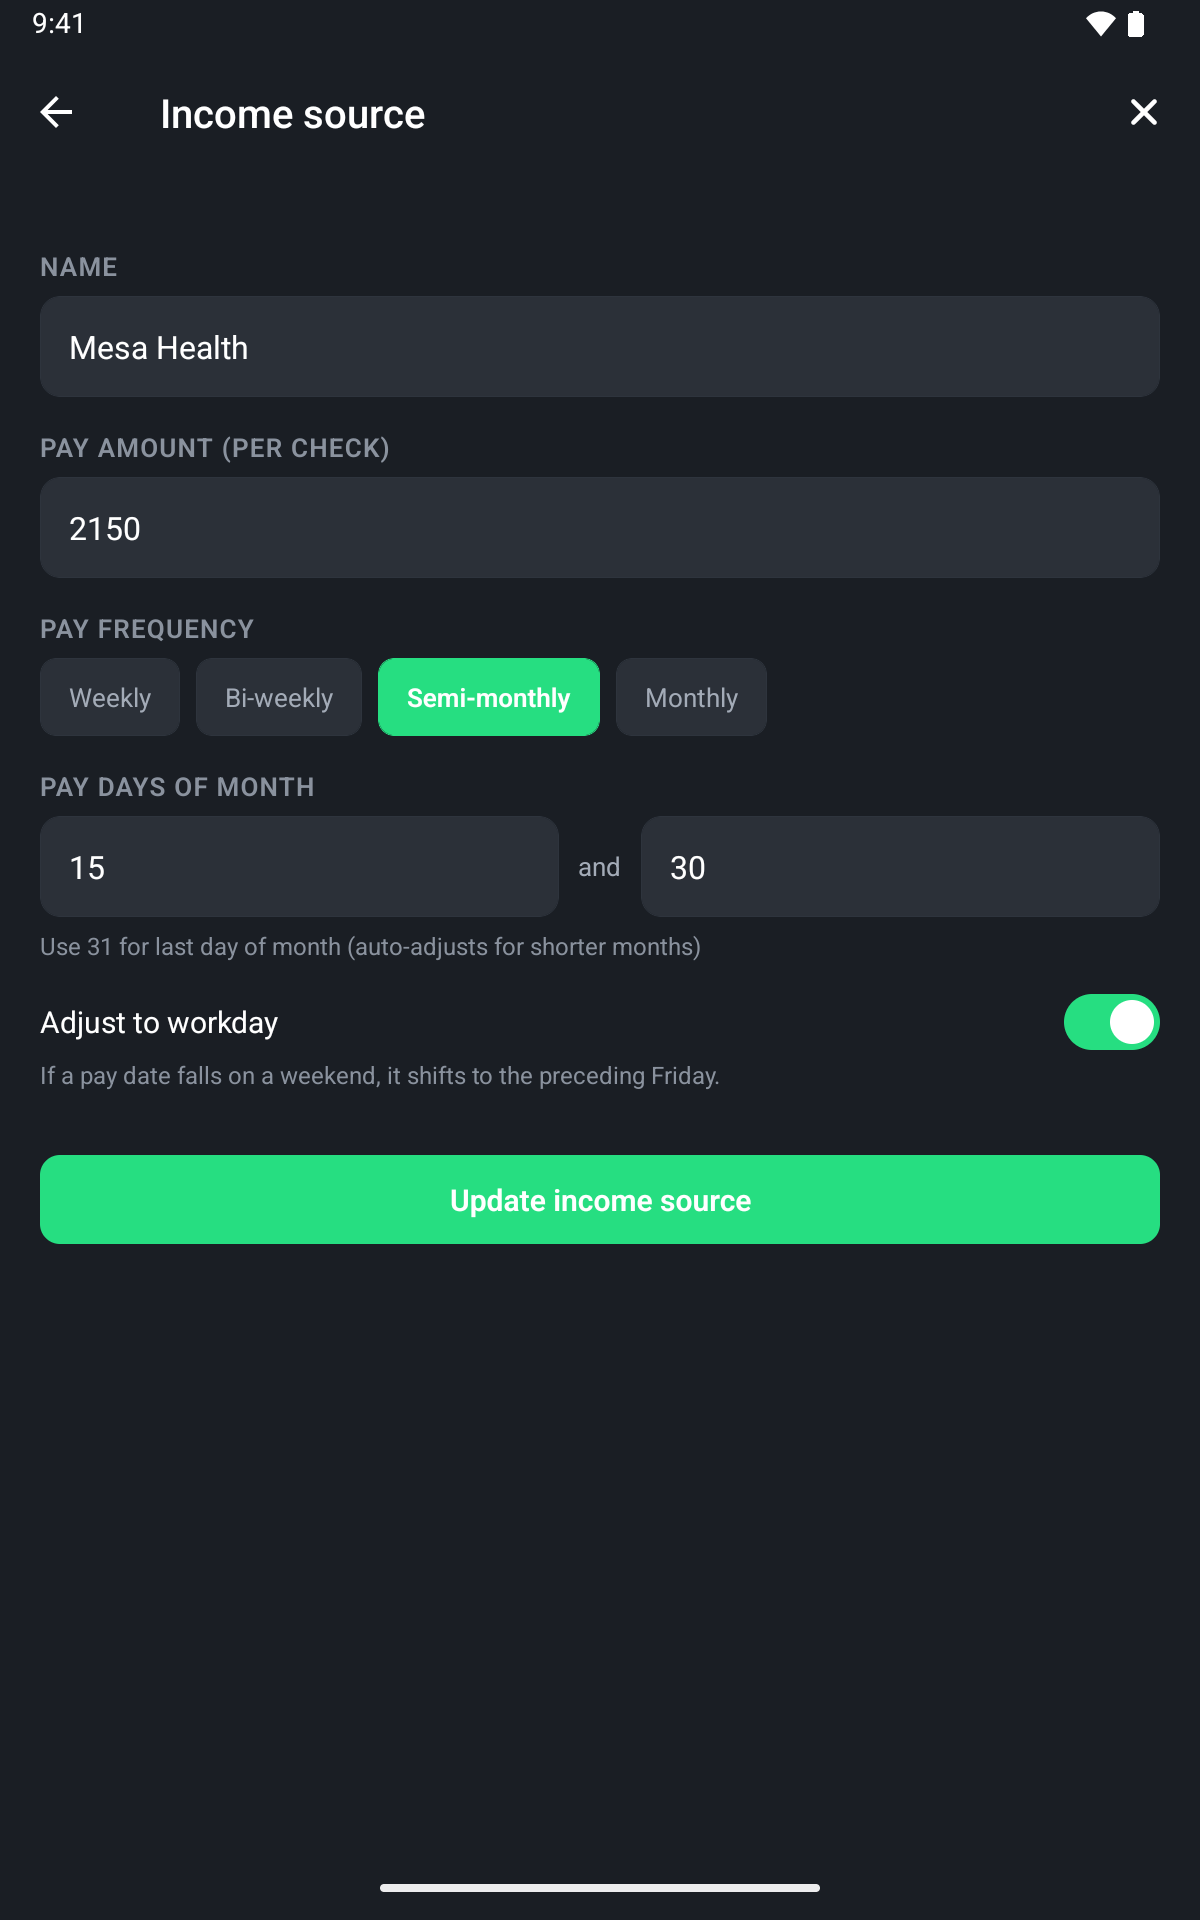 9:41
Income source
NAME
Mesa Health
PAY AMOUNT (PER CHECK)
2150
PAY FREQUENCY
Weekly Bi-weekly Semi-monthly Monthly
PAY DAYS OF MONTH
15 and 30
Use 31 for last day of month (auto-adjusts for shorter months)
Adjust to workday
If a pay date falls on a weekend, it shifts to the preceding Friday.
Update income source